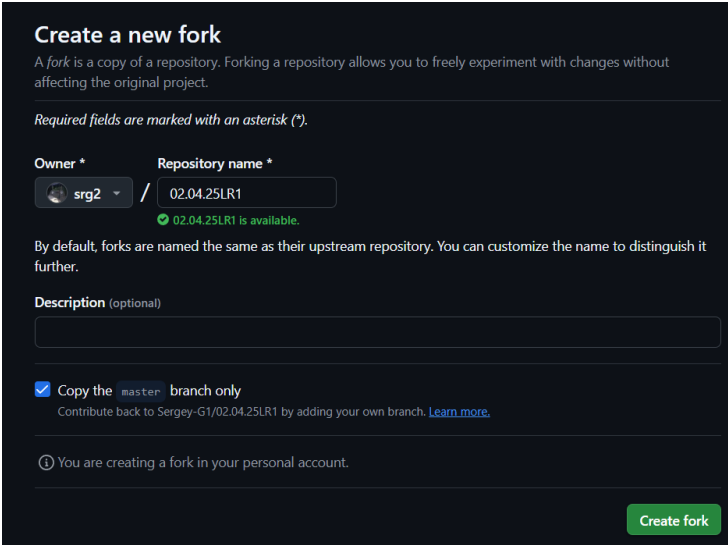 Create a new fork
A fork is a copy of a repository. Forking a repository allows you to freely experiment with changes without
affecting the original project.
Required fields are marked with an asterisk (*).
Owner *
Repository name *
srg2
/
02.04.25LR1
02.04.25LR1 is available.
By default, forks are named the same as their upstream repository. You can customize the name to distinguish it
further.
Description (optional)
Copy the master branch only
Contribute back to Sergey-G1/02.04.25LR1 by adding your own branch. Learn more.
You are creating a fork in your personal account.
Create fork